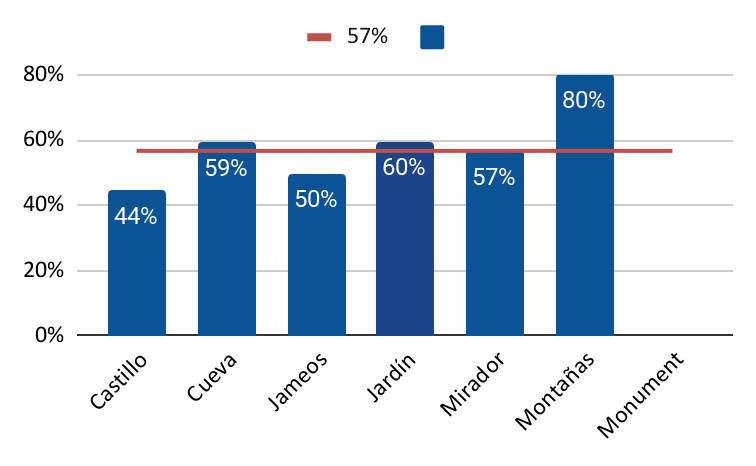 57%
80%
60%
40%
20%
0%
44%
59%
50%
60%
57%
80%
Castillo
Cueva
Jameos
Jardín
Mirador
Montañas
Monument